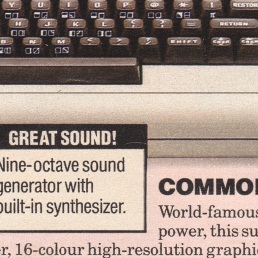 Y U I O P
RESTORE
H J K L
RETURN
B N M
SHIFT
GREAT SOUND!
Nine-octave sound
generator with
built-in synthesizer.
COMMO
World-famous
power, this su
er, 16-colour high-resolution graphic